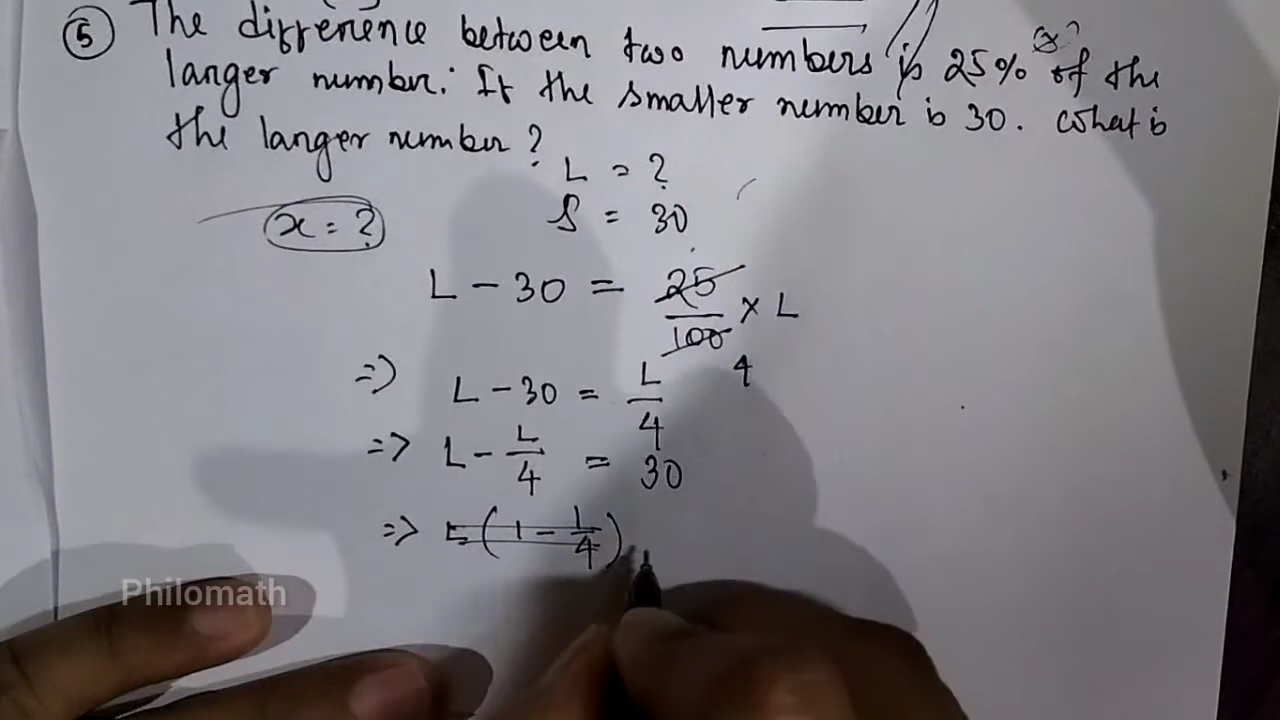 ⑤ The difference between two numbers is 25% of the
larger number. If the smaller number is 30. What is
the larger number?
L = ?
x = ?
S = 30
L - 30 = 25/100 × L
4
=> L - 30 = L/4
=> L - L/4 = 30
=> L (1 - 1/4)
Philomath